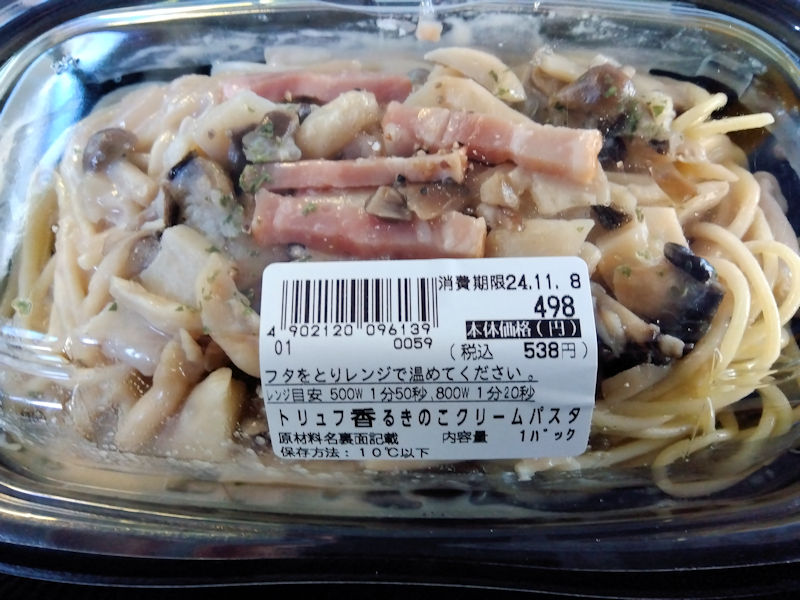 消費期限24.11. 8
498
4 902120 096139
本体価格(円)
01 0059
(税込 538円)
フタをとりレンジで温めてください。
レンジ目安 500W 1分50秒,800W 1分20秒
トリュフ香るきのこクリームパスタ
原材料名裏面記載 内容量 1パック
保存方法:10℃以下